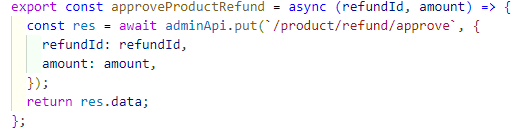 export const approveProductRefund = async (refundId, amount) => {
  const res = await adminApi.put(`/product/refund/approve`, {
    refundId: refundId,
    amount: amount,
  });
  return res.data;
};